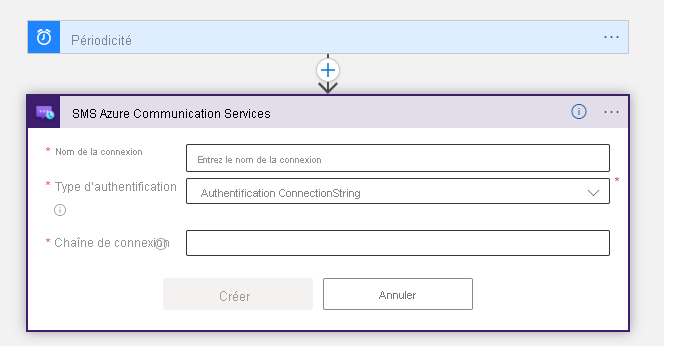 Périodicité
SMS Azure Communication Services
* Nom de la connexion
Entrez le nom de la connexion
* Type d'authentification
Authentification ConnectionString
*
* Chaîne de connexion
Créer
Annuler